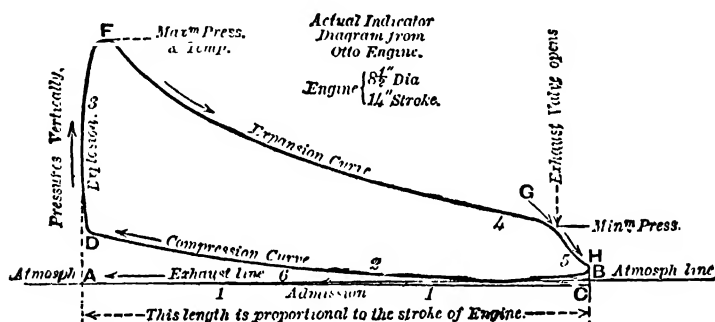 F
Max^m Press.
& Temp.
Actual Indicator
Diagram from
Otto Engine.
Engine { 8½" Dia
14" Stroke.
Exhaust Valve opens
Pressures Vertically.
Explosion. 3
Expansion Curve
G
4
Min^m Press.
D
Compression Curve
2
5
H
Atmosph
A
Exhaust line
6
B
Atmosph line
1
Admission
1
C
This length is proportional to the stroke of Engine.